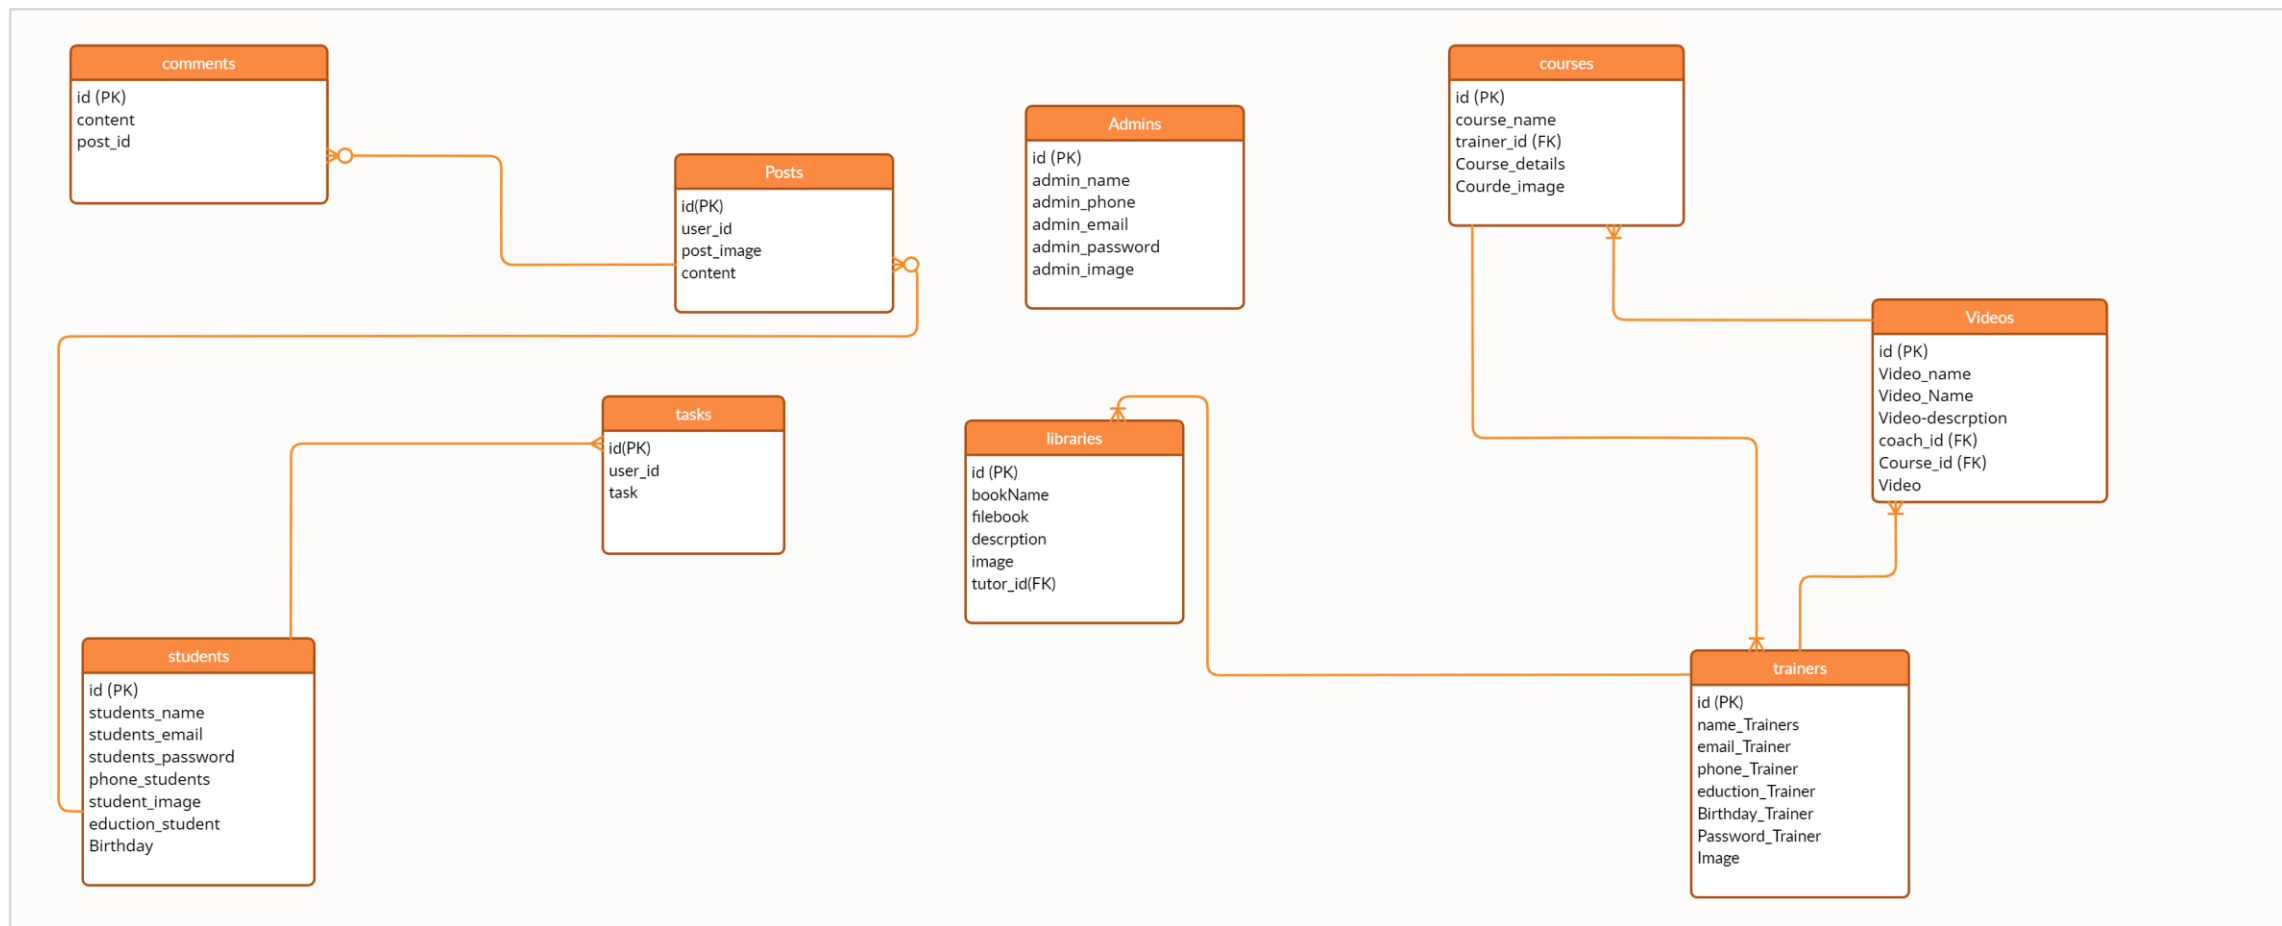 comments
id (PK)
content
post_id
Posts
id(PK)
user_id
post_image
content
Admins
id (PK)
admin_name
admin_phone
admin_email
admin_password
admin_image
courses
id (PK)
course_name
trainer_id (FK)
Course_details
Courde_image
Videos
id (PK)
Video_name
Video_Name
Video-descrption
coach_id (FK)
Course_id (FK)
Video
tasks
id(PK)
user_id
task
libraries
id (PK)
bookName
filebook
descrption
image
tutor_id(FK)
students
id (PK)
students_name
students_email
students_password
phone_students
student_image
eduction_student
Birthday
trainers
id (PK)
name_Trainers
email_Trainer
phone_Trainer
eduction_Trainer
Birthday_Trainer
Password_Trainer
Image